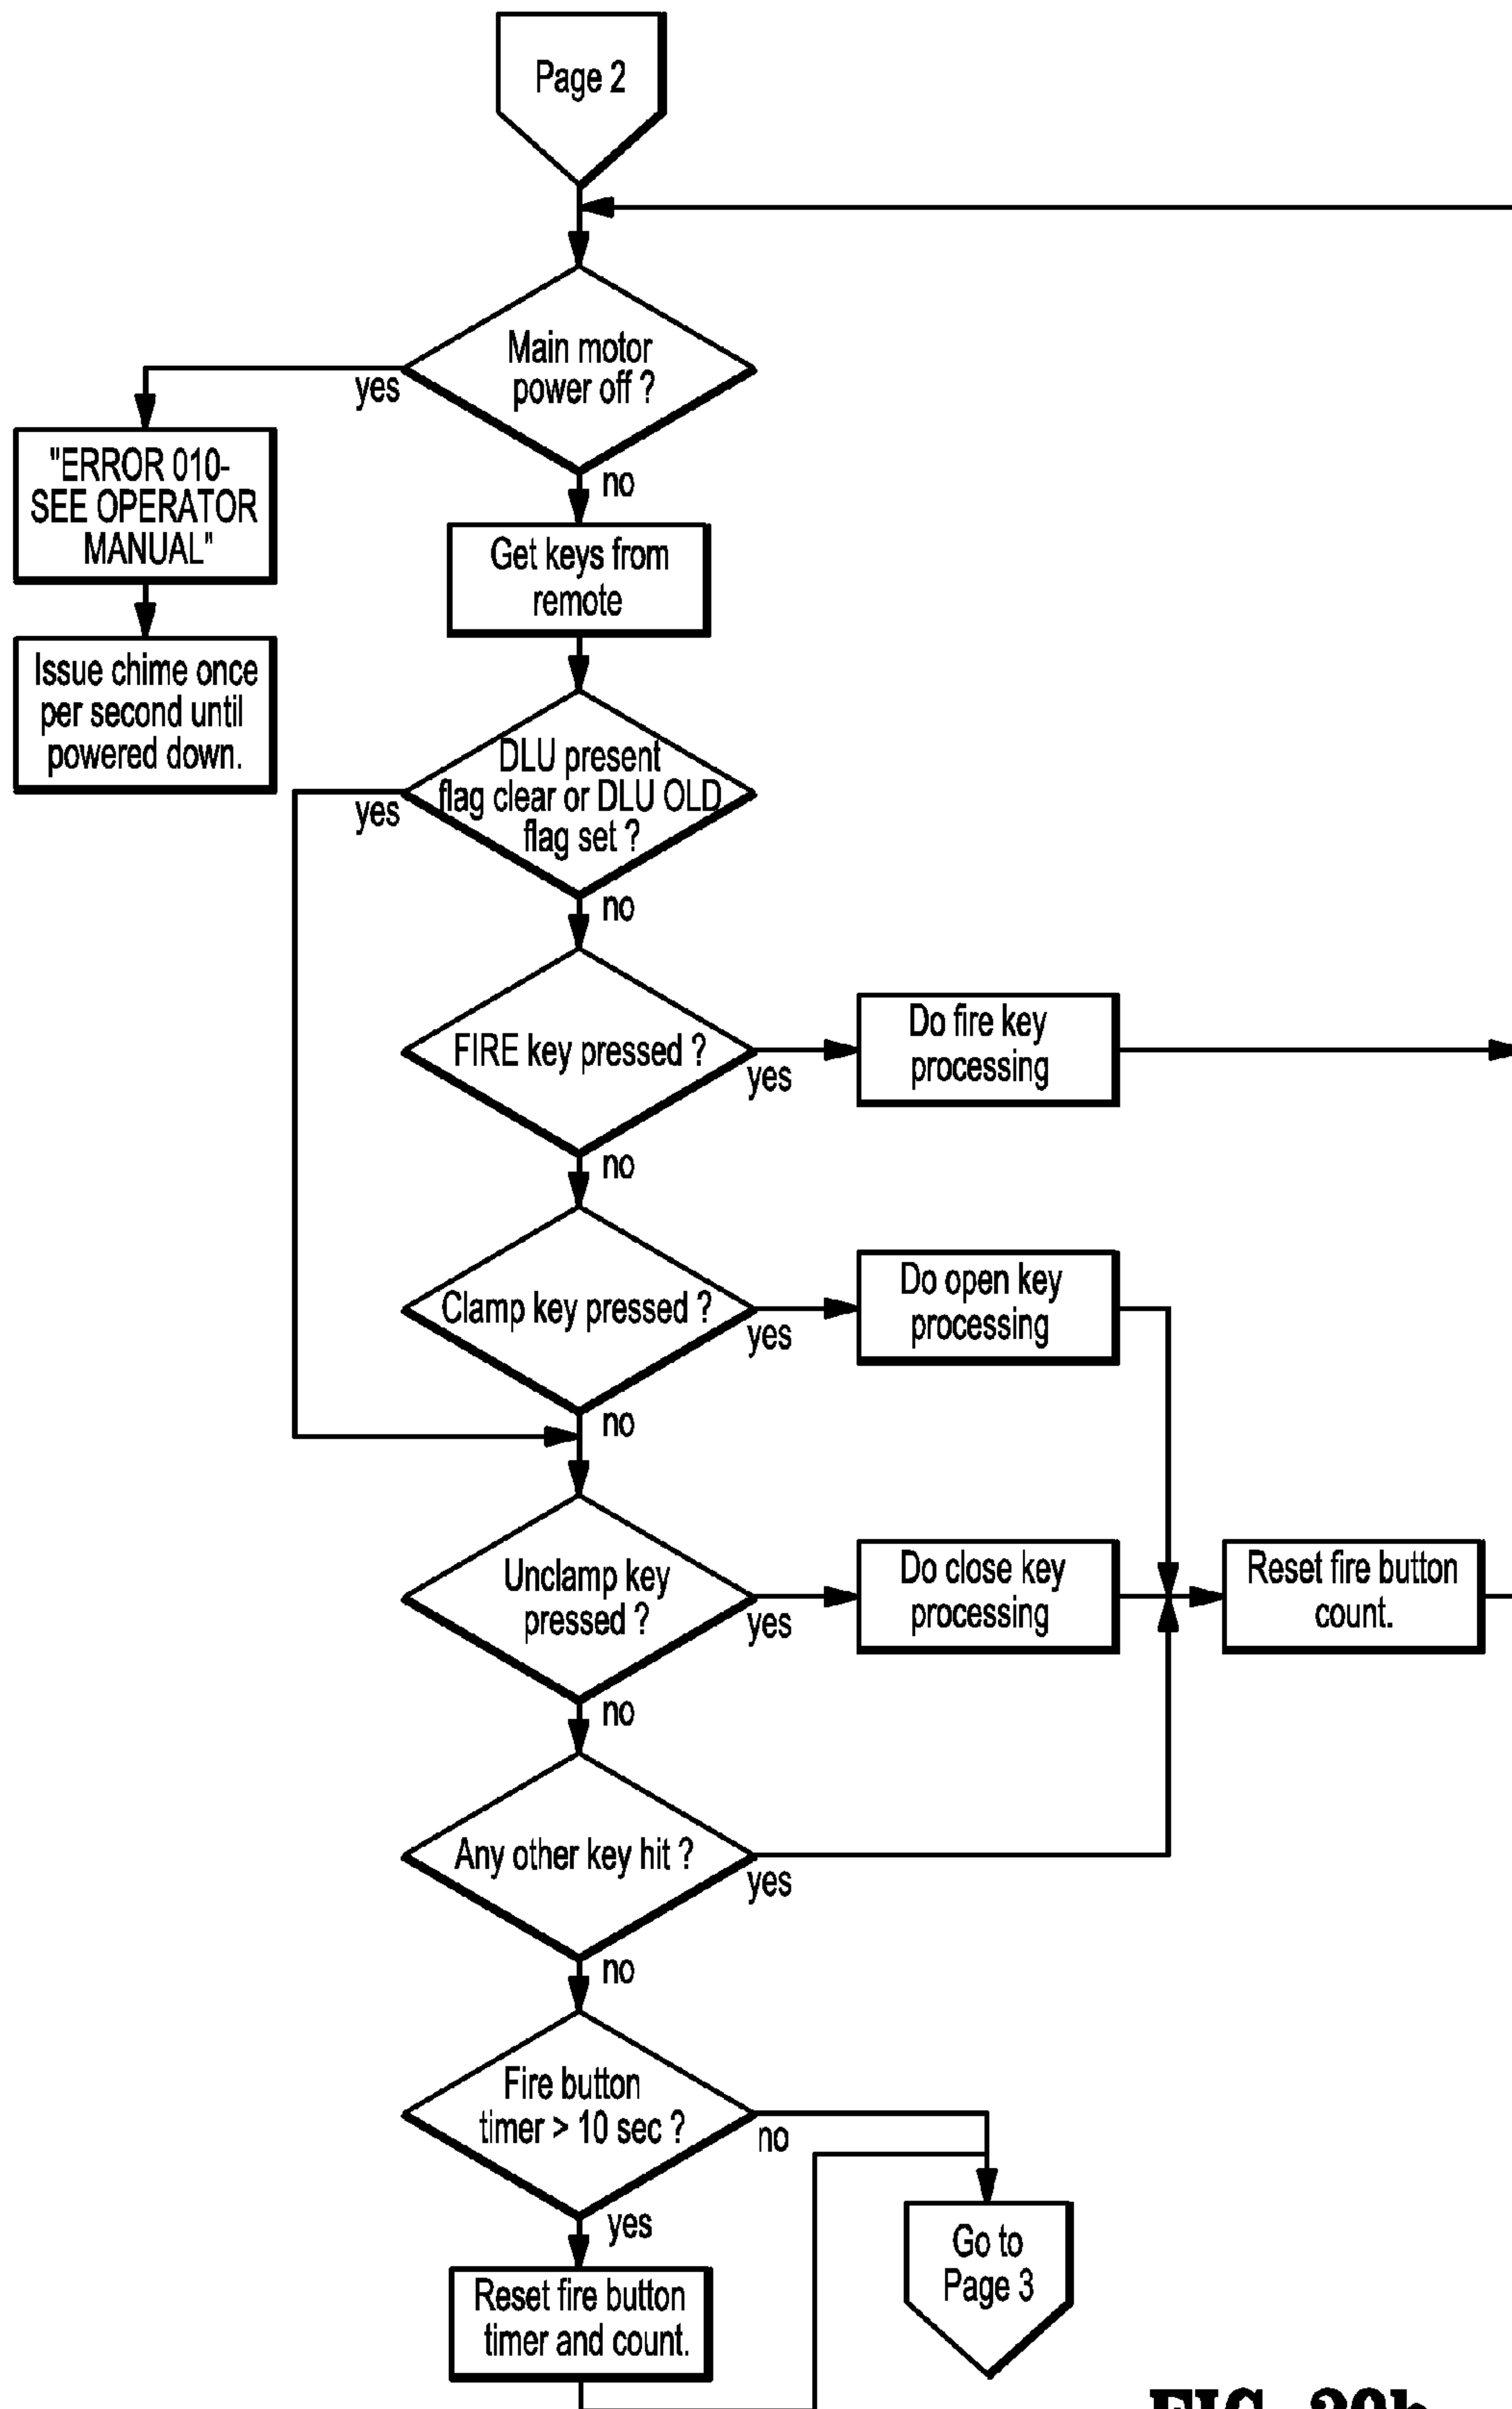 Page 2
Main motor
power off ?
yes
no
"ERROR 010-
SEE OPERATOR
MANUAL"
Issue chime once
per second until
powered down.
Get keys from
remote
DLU present
flag clear or DLU OLD
flag set ?
yes
no
FIRE key pressed ?
yes
no
Do fire key
processing
Clamp key pressed ?
yes
no
Do open key
processing
Unclamp key
pressed ?
yes
no
Do close key
processing
Reset fire button
count.
Any other key hit ?
yes
no
Fire button
timer > 10 sec ?
no
yes
Reset fire button
timer and count.
Go to
Page 3